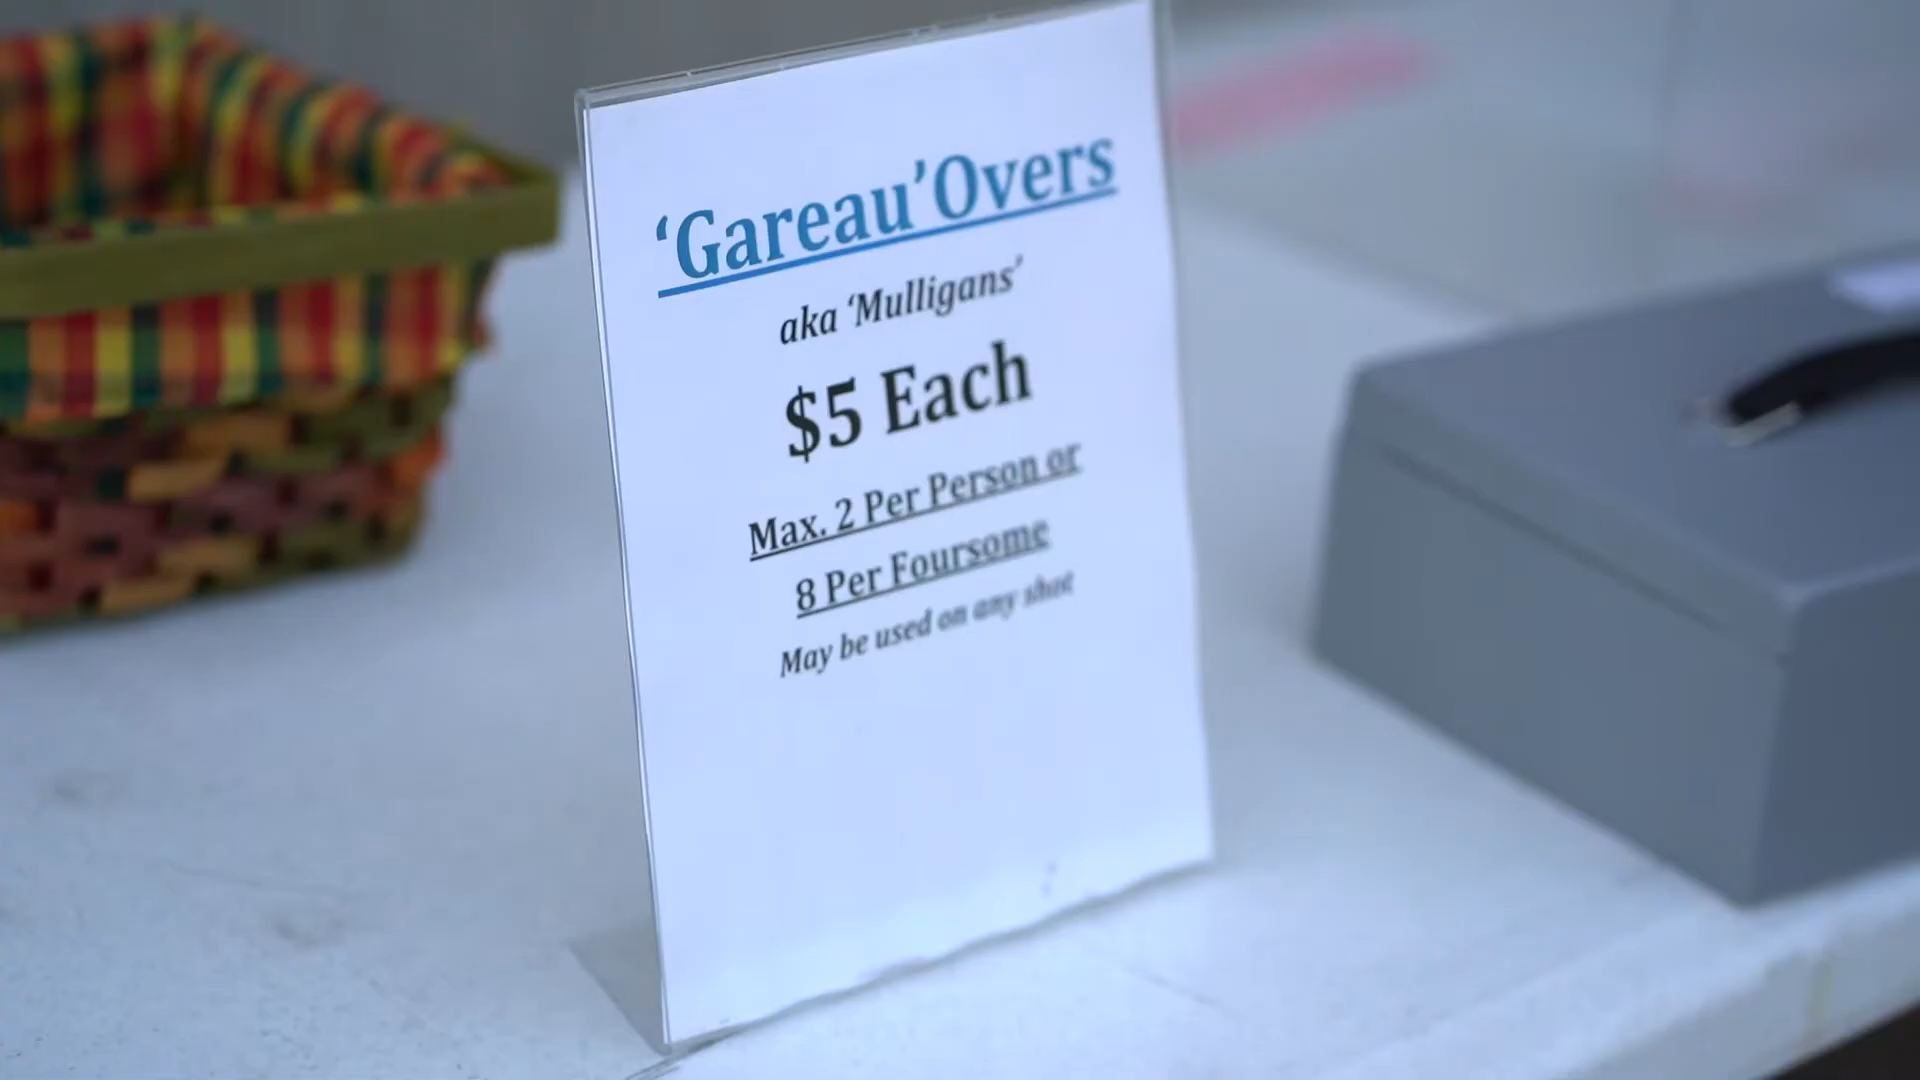 ‘Gareau’Overs
aka ‘Mulligans’
$5 Each
Max. 2 Per Person or
8 Per Foursome
May be used on any shot